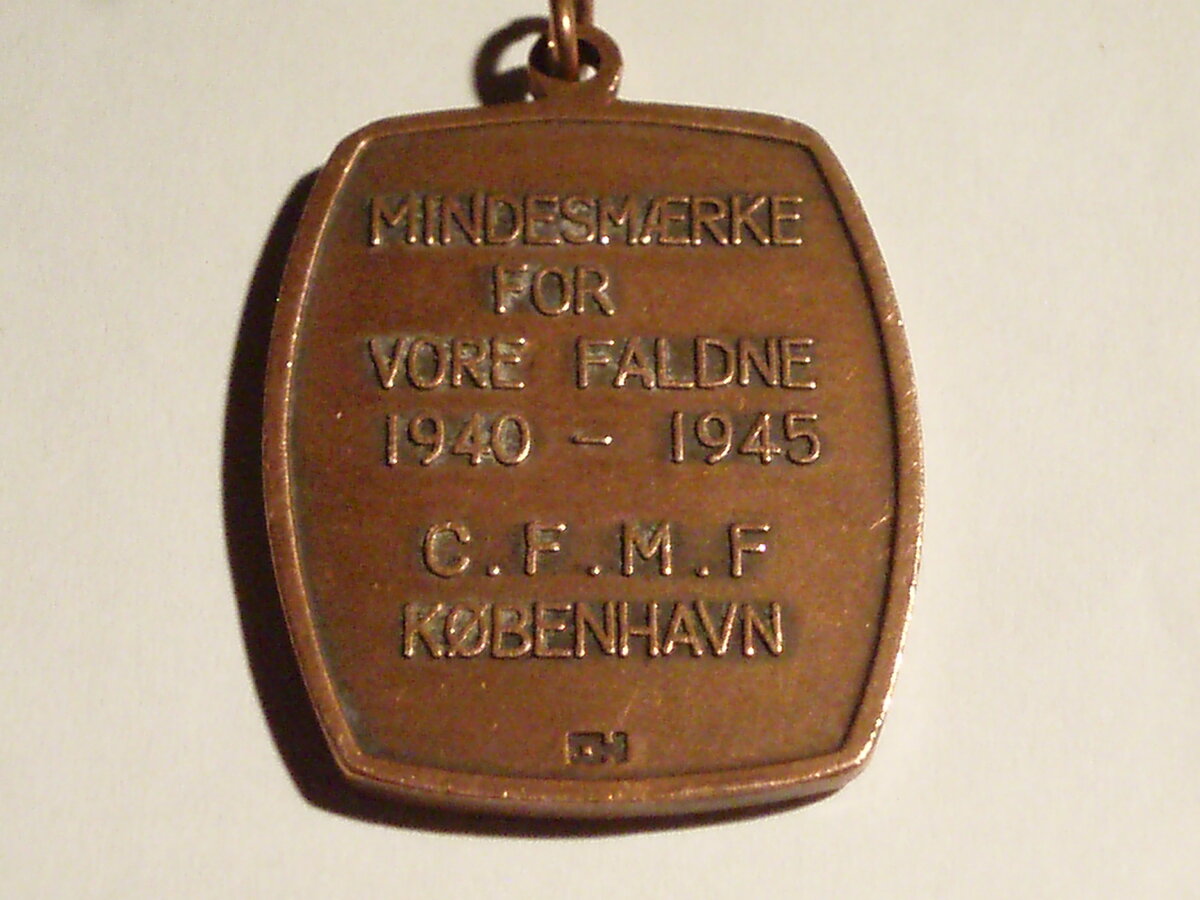 MINDESMÆRKE
FOR
VORE FALDNE
1940 - 1945
C.F.M.F
KØBENHAVN